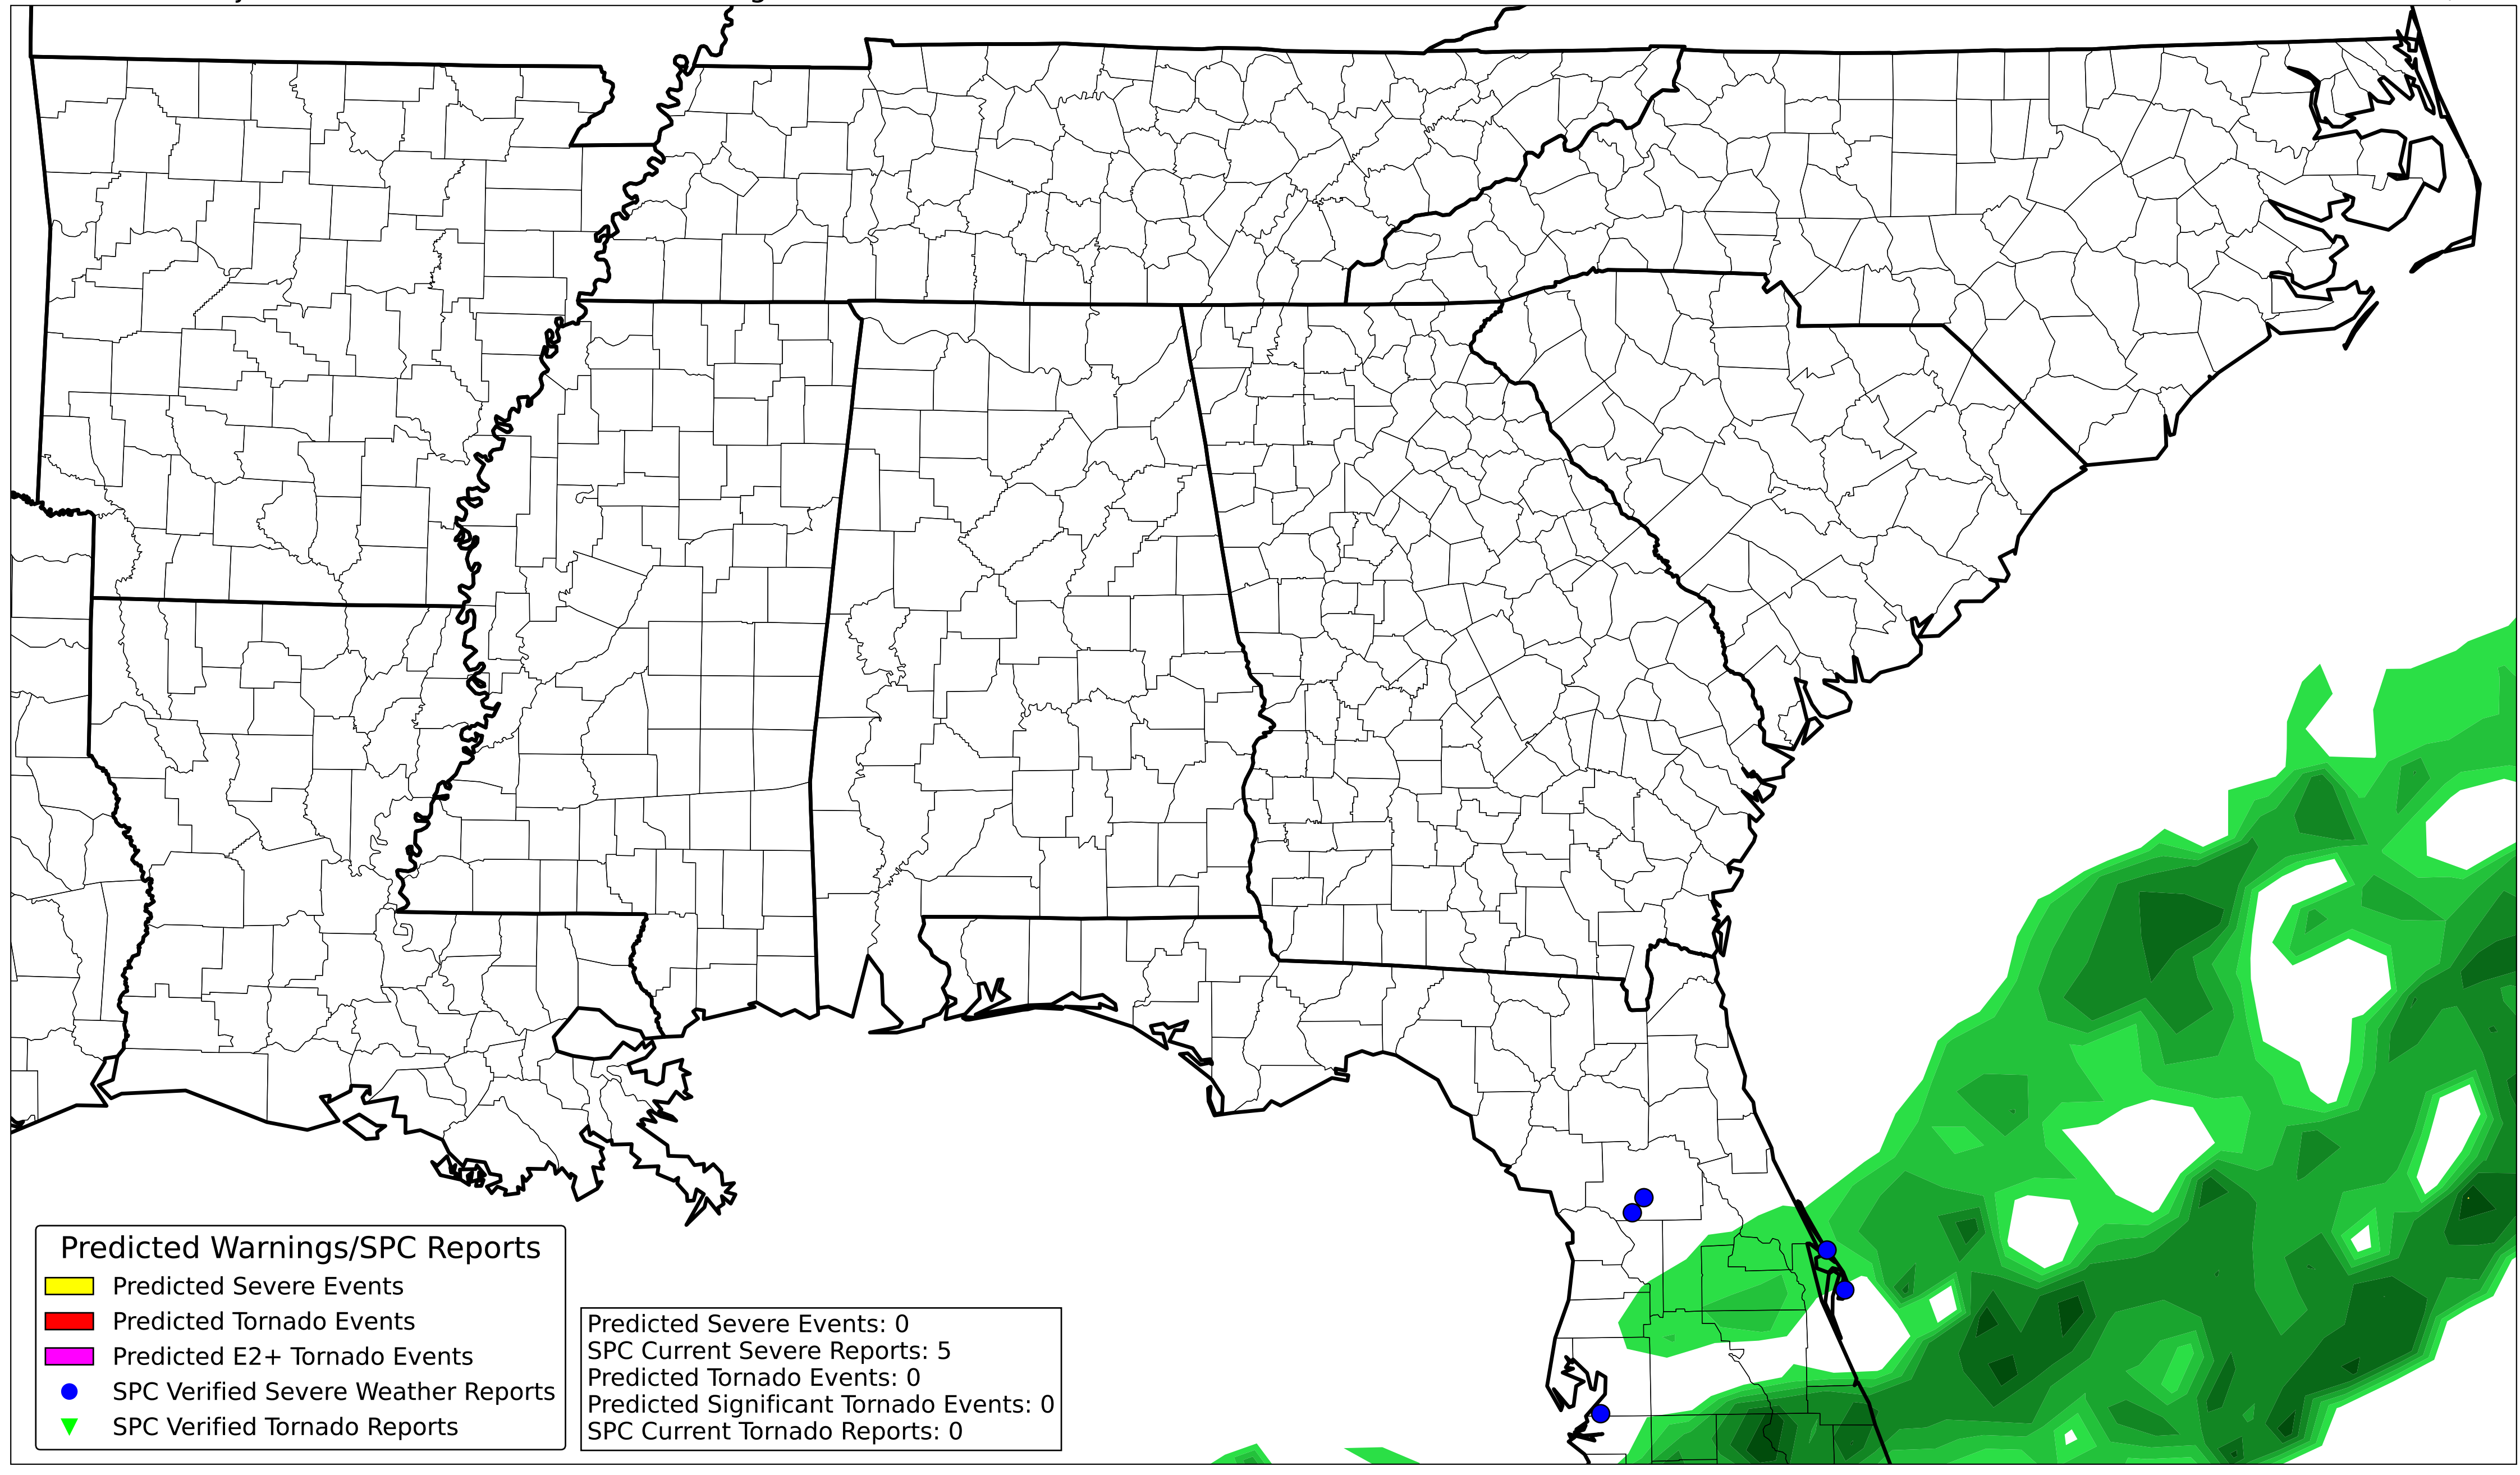 Predicted Warnings/SPC Reports
Predicted Severe Events
Predicted Tornado Events
Predicted E2+ Tornado Events
SPC Verified Severe Weather Reports
SPC Verified Tornado Reports
Predicted Severe Events: 0
SPC Current Severe Reports: 5
Predicted Tornado Events: 0
Predicted Significant Tornado Events: 0
SPC Current Tornado Reports: 0